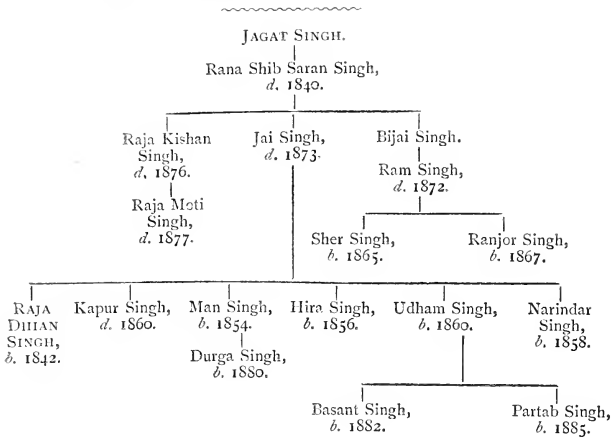 JAGAT SINGH.
Rana Shib Saran Singh,
d. 1840.
Raja Kishan
Singh,
d. 1876.
Jai Singh,
d. 1873.
Bijai Singh.
Raja Moti
Singh,
d. 1877.
Ram Singh,
d. 1872.
Sher Singh,
b. 1865.
Ranjor Singh,
b. 1867.
RAJA
DHIAN
SINGH,
b. 1842.
Kapur Singh,
d. 1860.
Man Singh,
b. 1854.
Hira Singh,
b. 1856.
Udham Singh,
b. 1860.
Narindar
Singh,
b. 1858.
Durga Singh,
b. 1880.
Basant Singh,
b. 1882.
Partab Singh,
b. 1885.